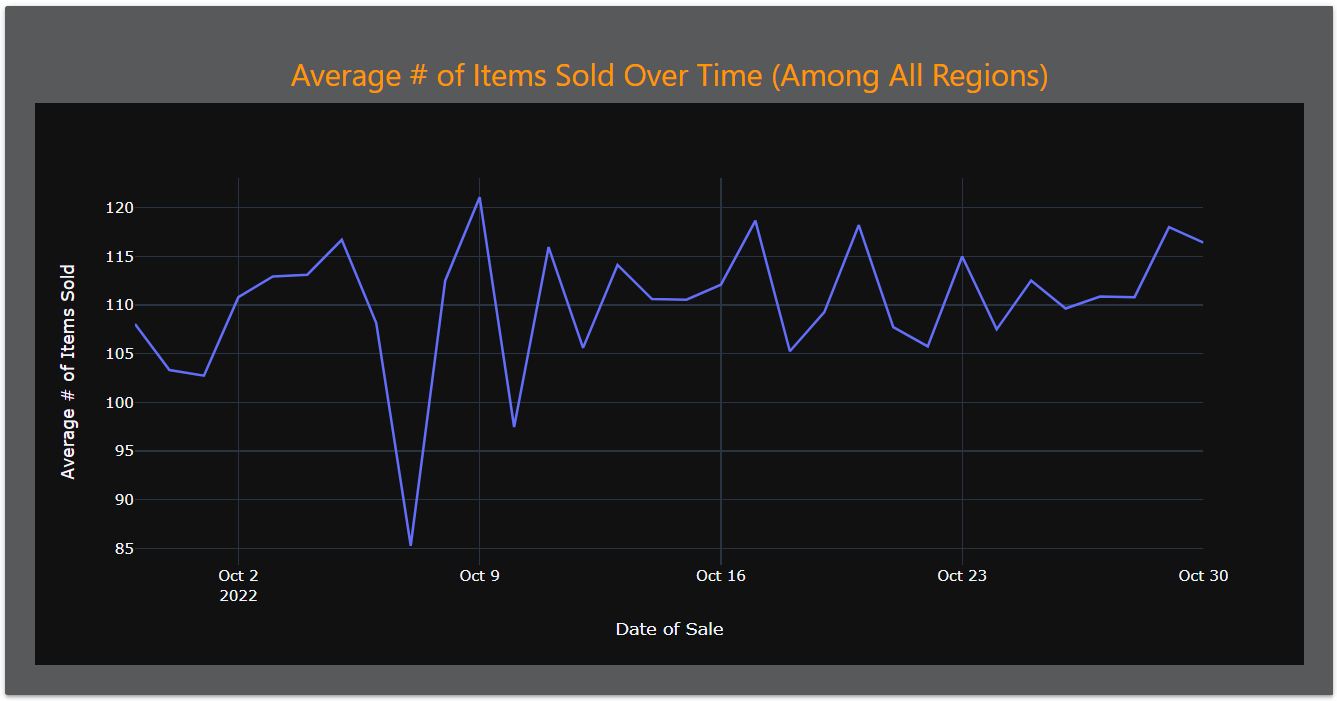 Average # of Items Sold Over Time (Among All Regions)
Average # of Items Sold
120
115
110
105
100
95
90
85
Oct 2
2022
Oct 9
Oct 16
Oct 23
Oct 30
Date of Sale